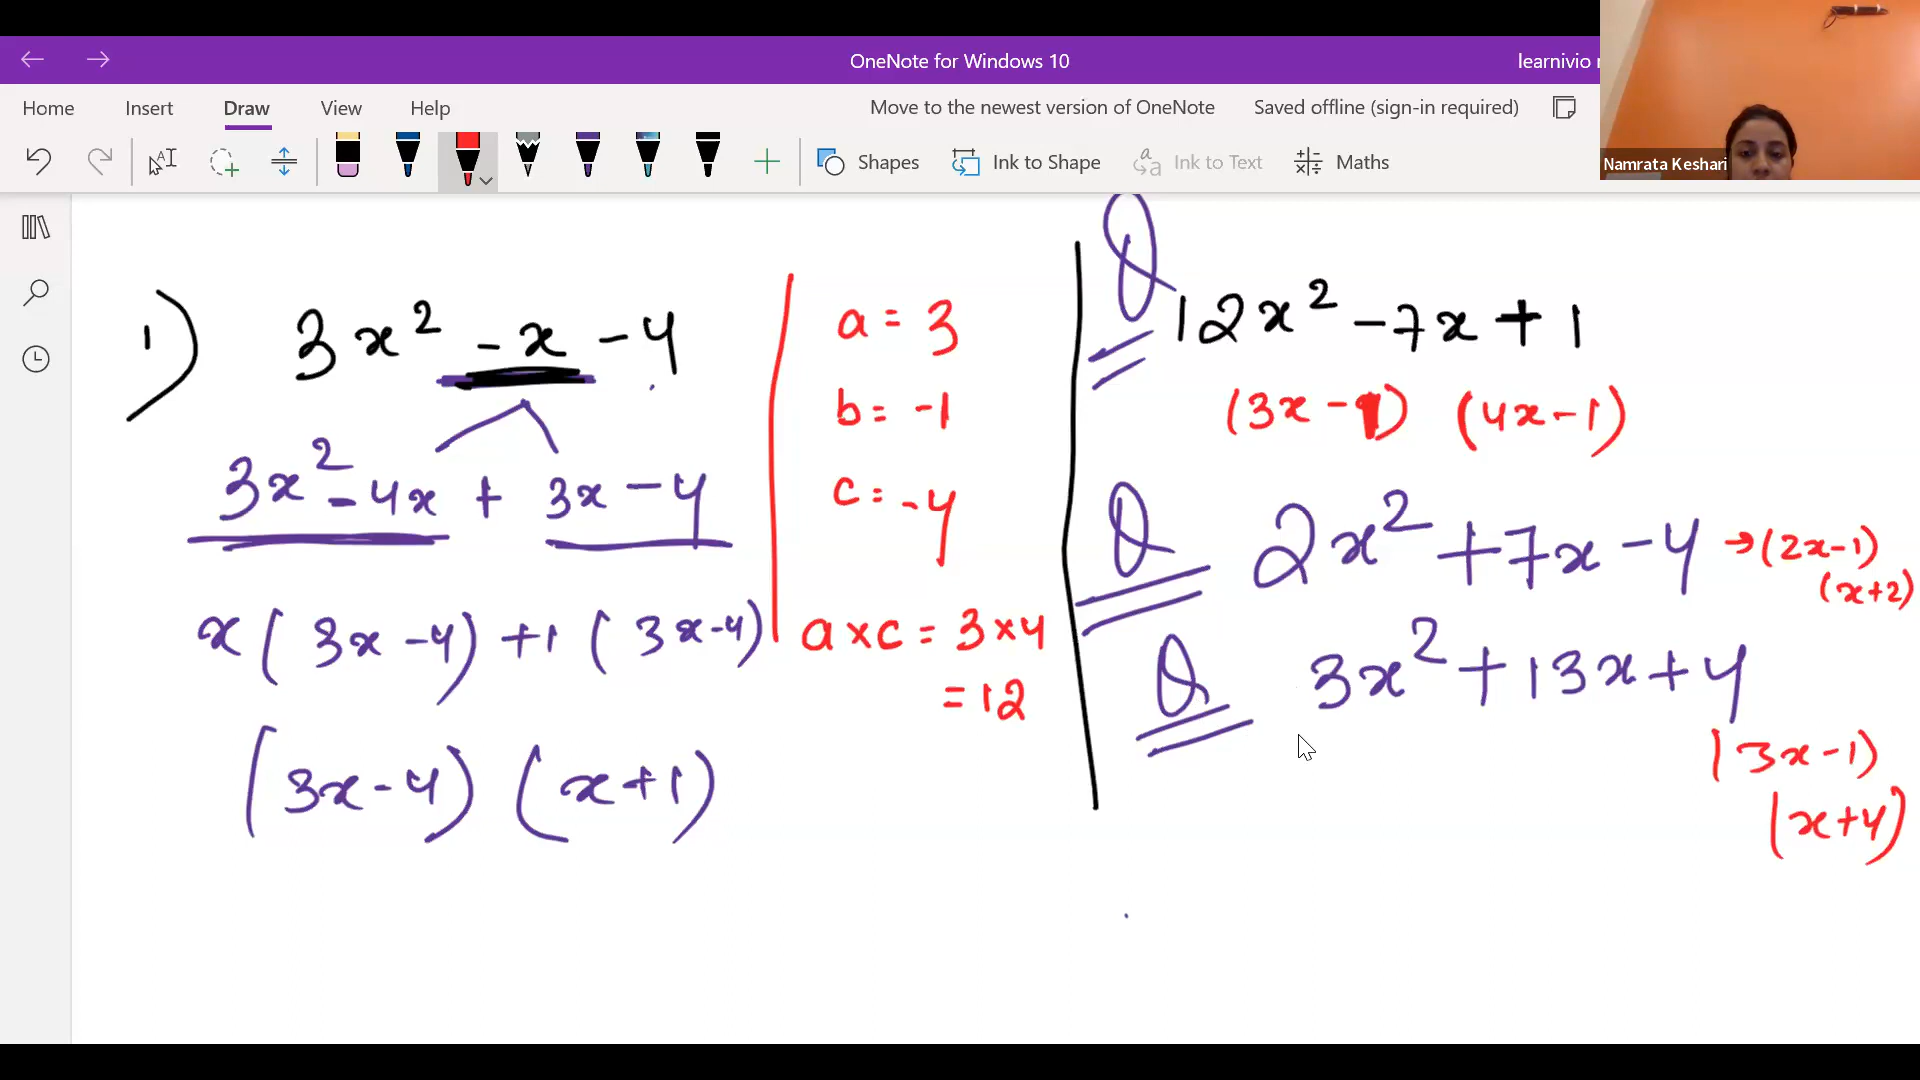 OneNote for Windows 10
learnivio
Home Insert Draw View Help
Move to the newest version of OneNote Saved offline (sign-in required)
Shapes Ink to Shape Ink to Text Maths
Namrata Keshari
1) 3x² - x - 4
3x² - 4x + 3x - 4
x(3x - 4) + 1(3x - 4)
(3x - 4) (x + 1)
a = 3
b = -1
c = -4
a × c = 3 × 4
= 12
Q 12x² - 7x + 1
(3x - 1) (4x - 1)
Q 2x² + 7x - 4 → (2x - 1)
(x + 2)
Q 3x² + 13x + 4
(3x - 1)
(x + 4)